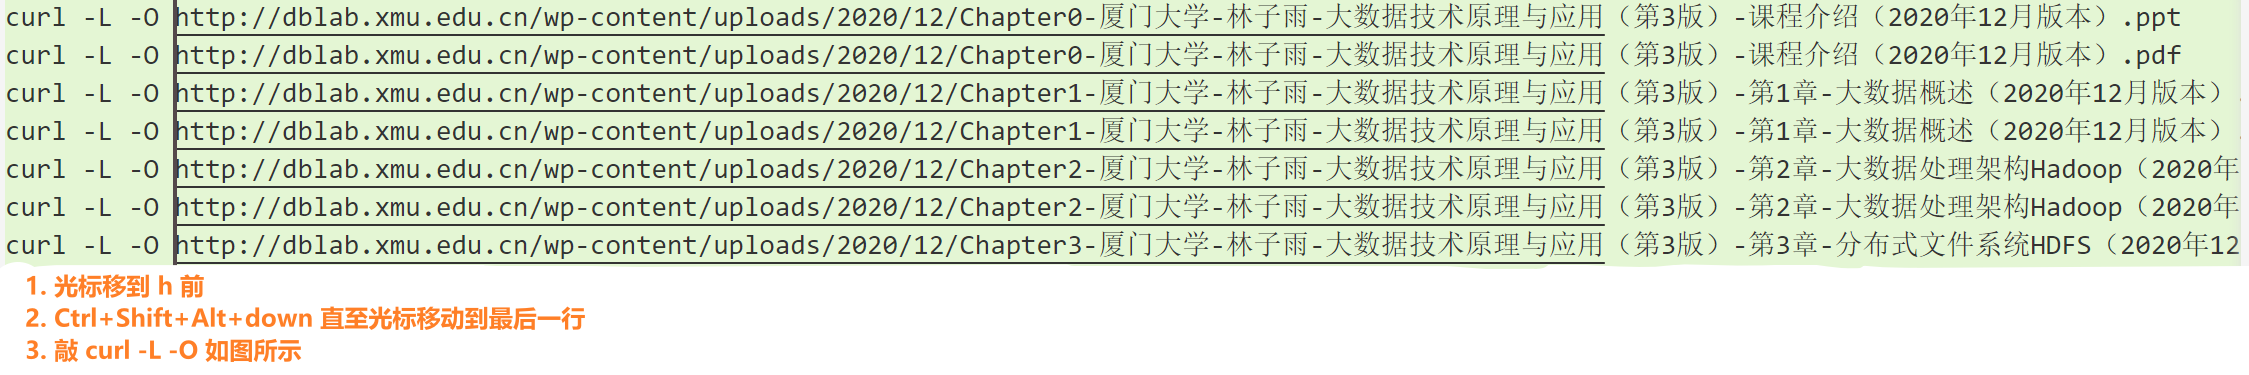 curl -L -O http://dblab.xmu.edu.cn/wp-content/uploads/2020/12/Chapter0-厦门大学-林子雨-大数据技术原理与应用（第3版）-课程介绍（2020年12月版本）.ppt
curl -L -O http://dblab.xmu.edu.cn/wp-content/uploads/2020/12/Chapter0-厦门大学-林子雨-大数据技术原理与应用（第3版）-课程介绍（2020年12月版本）.pdf
curl -L -O http://dblab.xmu.edu.cn/wp-content/uploads/2020/12/Chapter1-厦门大学-林子雨-大数据技术原理与应用（第3版）-第1章-大数据概述（2020年12月版本）
curl -L -O http://dblab.xmu.edu.cn/wp-content/uploads/2020/12/Chapter1-厦门大学-林子雨-大数据技术原理与应用（第3版）-第1章-大数据概述（2020年12月版本）
curl -L -O http://dblab.xmu.edu.cn/wp-content/uploads/2020/12/Chapter2-厦门大学-林子雨-大数据技术原理与应用（第3版）-第2章-大数据处理架构Hadoop（2020年
curl -L -O http://dblab.xmu.edu.cn/wp-content/uploads/2020/12/Chapter2-厦门大学-林子雨-大数据技术原理与应用（第3版）-第2章-大数据处理架构Hadoop（2020年
curl -L -O http://dblab.xmu.edu.cn/wp-content/uploads/2020/12/Chapter3-厦门大学-林子雨-大数据技术原理与应用（第3版）-第3章-分布式文件系统HDFS（2020年12
1. 光标移到 h 前
2. Ctrl+Shift+Alt+down 直至光标移动到最后一行
3. 敲 curl -L -O 如图所示